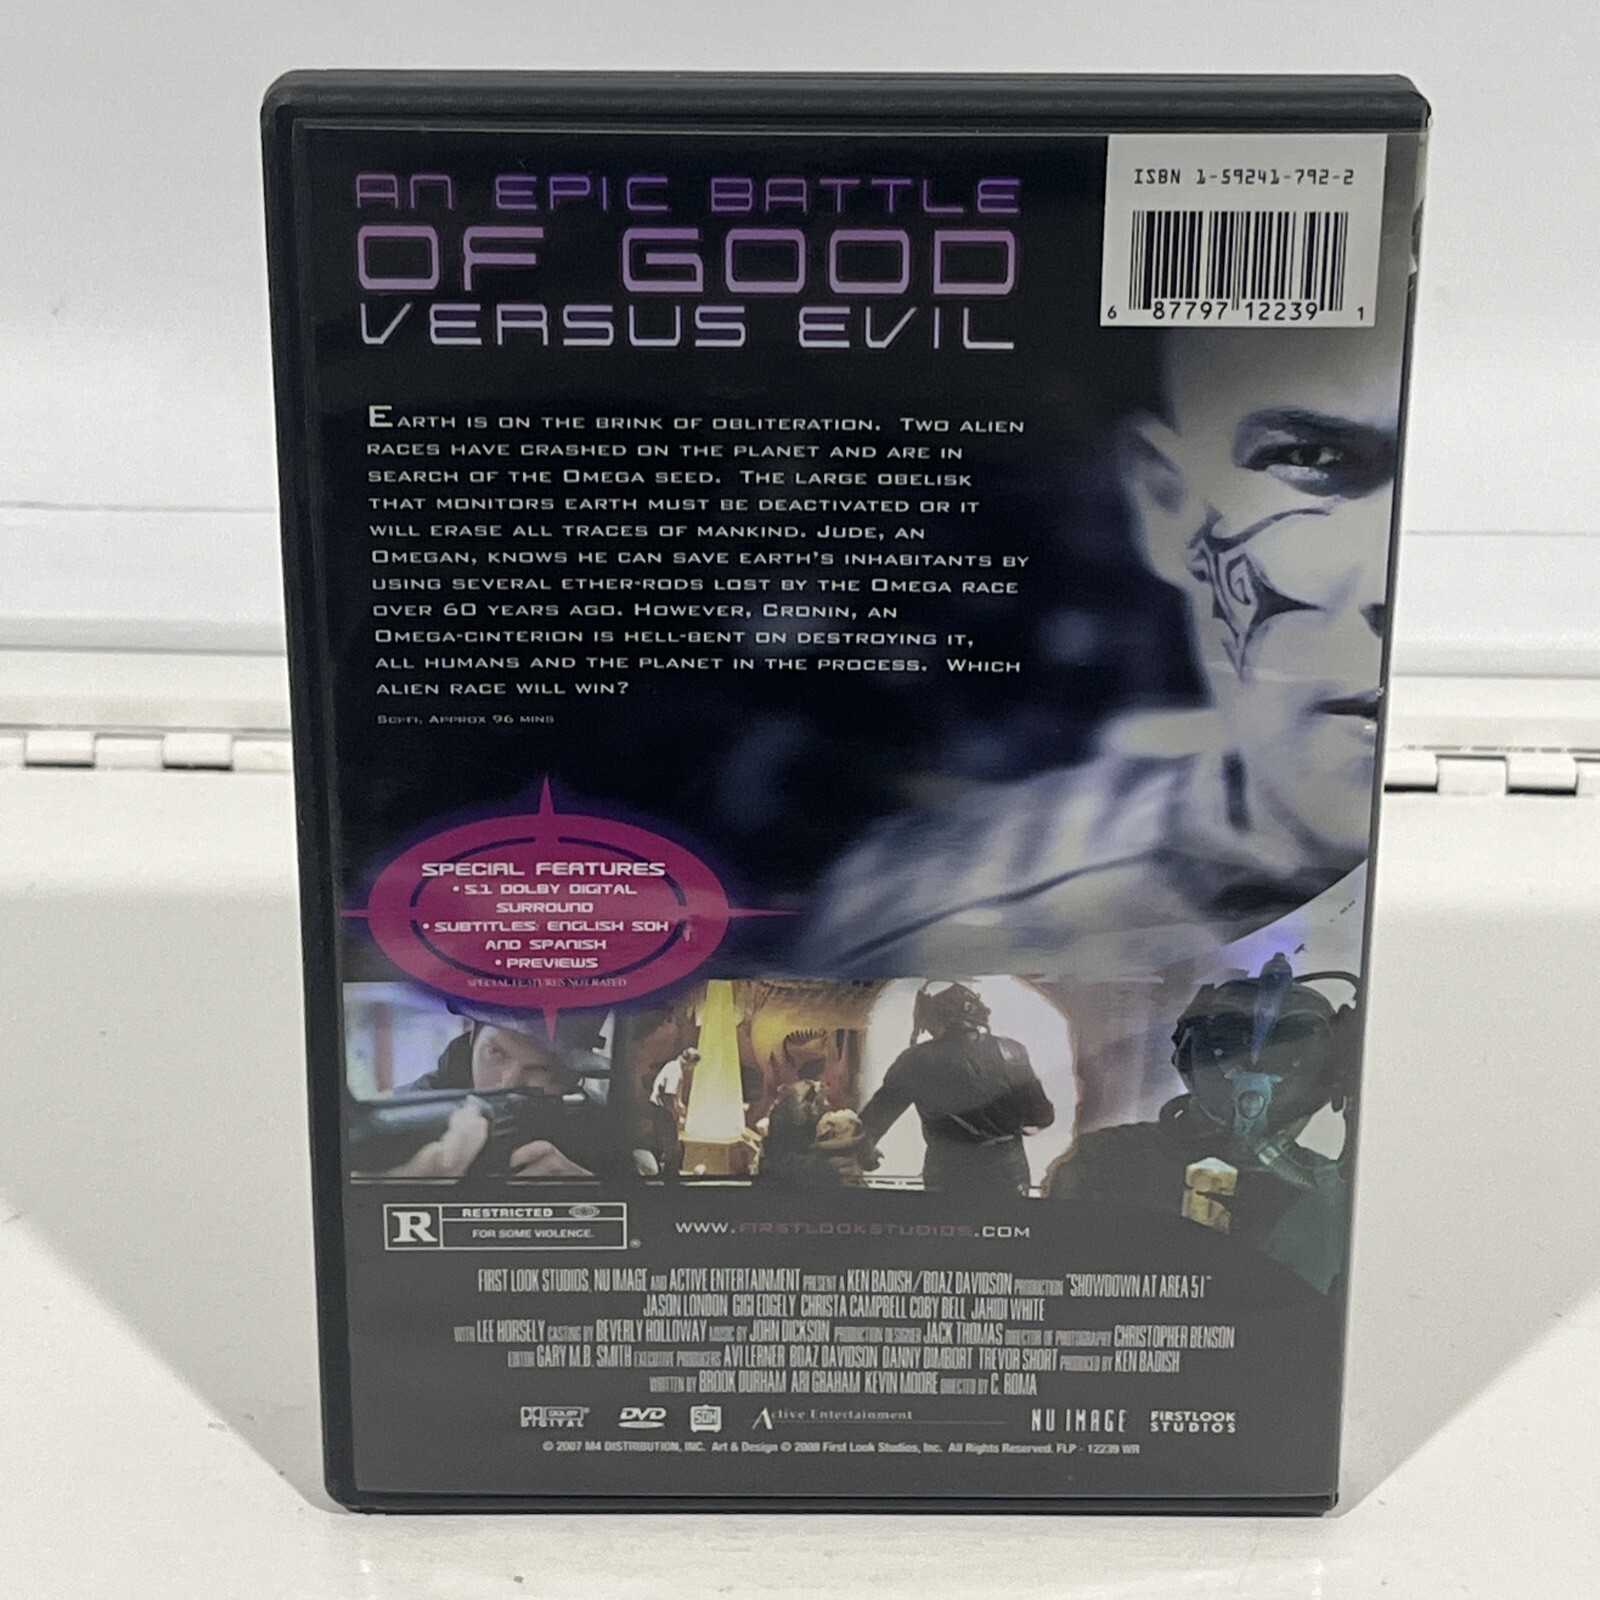 AN EPIC BATTLE
OF GOOD
VERSUS EVIL
ISBN 1-59241-792-2
6 87797 12239 1
EARTH IS ON THE BRINK OF OBLITERATION. TWO ALIEN
RACES HAVE CRASHED ON THE PLANET AND ARE IN
SEARCH OF THE OMEGA SEED. THE LARGE OBELISK
THAT MONITORS EARTH MUST BE DEACTIVATED OR IT
WILL ERASE ALL TRACES OF MANKIND. JUDE, AN
OMEGAN, KNOWS HE CAN SAVE EARTH'S INHABITANTS BY
USING SEVERAL ETHER-RODS LOST BY THE OMEGA RACE
OVER 60 YEARS AGO. HOWEVER, CRONIN, AN
OMEGA-CINTERION IS HELL-BENT ON DESTROYING IT,
ALL HUMANS AND THE PLANET IN THE PROCESS. WHICH
ALIEN RACE WILL WIN?
SCI-FI, APPROX 96 MINS
SPECIAL FEATURES
• 5.1 DOLBY DIGITAL
SURROUND
• SUBTITLES: ENGLISH SDH
AND SPANISH
• PREVIEWS
SPECIAL FEATURES NOT RATED
R RESTRICTED
FOR SOME VIOLENCE.
WWW.FIRSTLOOKSTUDIOS.COM
FIRST LOOK STUDIOS, NU IMAGE AND ACTIVE ENTERTAINMENT PRESENT A KEN BADISH/BOAZ DAVIDSON PRODUCTION "SHOWDOWN AT AREA 51"
JASON LONDON GIGI EDGELY CHRISTA CAMPBELL COBY BELL JAHIDI WHITE
WITH LEE HORSELY CASTING BY BEVERLY HOLLOWAY MUSIC BY JOHN DICKSON PRODUCTION DESIGNER JACK THOMAS DIRECTOR OF PHOTOGRAPHY CHRISTOPHER BENSON
EDITOR GARY M.B. SMITH EXECUTIVE PRODUCERS AVI LERNER BOAZ DAVIDSON DANNY DIMBORT TREVOR SHORT PRODUCED BY KEN BADISH
WRITTEN BY BROOK DURHAM ARI GRAHAM KEVIN MOORE DIRECTED BY C. ROMA
DOLBY DIGITAL DVD SDH Active Entertainment NU IMAGE FIRSTLOOK STUDIOS
© 2007 M4 DISTRIBUTION, INC. Art & Design © 2008 First Look Studios, Inc. All Rights Reserved. FLP - 12239 WR